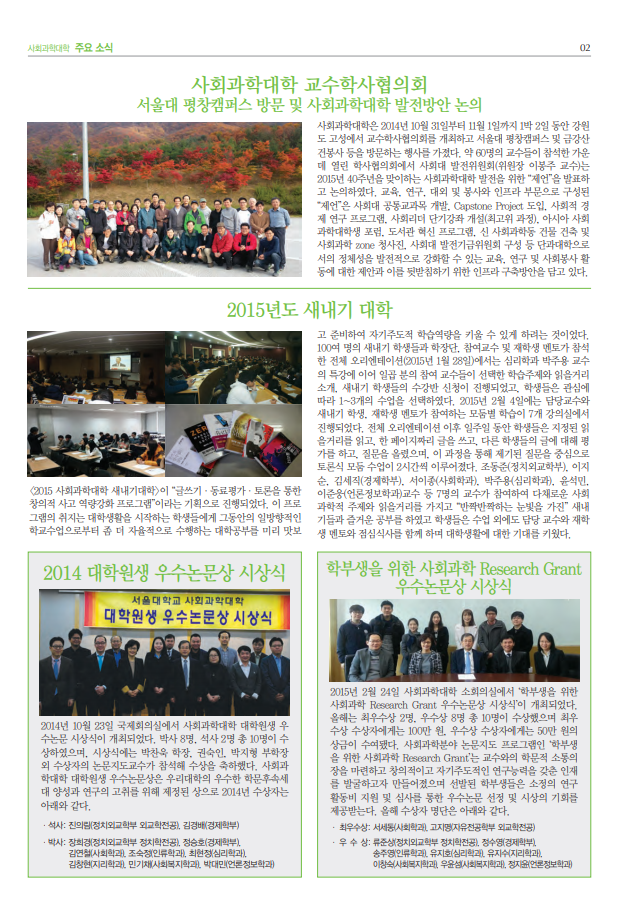 사회과학대학 주요 소식
02
사회과학대학 교수학사협의회
서울대 평창캠퍼스 방문 및 사회과학대학 발전방안 논의
사회과학대학은 2014년 10월 31일부터 11월 1일까지 1박 2일 동안 강원
도 고성에서 교수학사협의회를 개최하고 서울대 평창캠퍼스 및 금강산
건봉사 등을 방문하는 행사를 가졌다. 약 60명의 교수들이 참석한 가운
데 열린 학사협의회에서 사회대 발전위원회(위원장 이봉주 교수)는
2015년 40주년을 맞이하는 사회과학대학 발전을 위한 “제언”을 발표하
고 논의하였다. 교육, 연구, 대외 및 봉사와 인프라 부문으로 구성된
“제언”은 사회대 공통교과목 개발, Capstone Project 도입, 사회적 경
제 연구 프로그램, 사회리더 단기강좌 개설(최고위 과정), 아시아 사회
과학대학생 포럼, 도서관 혁신 프로그램, 신 사회과학동 건물 건축 및
사회과학 zone 청사진, 사회대 발전기금위원회 구성 등 단과대학으로
서의 정체성을 발전적으로 강화할 수 있는 교육, 연구 및 사회봉사 활
동에 대한 제안과 이를 뒷받침하기 위한 인프라 구축방안을 담고 있다.
2015년도 새내기 대학
〈2015 사회과학대학 새내기대학〉이 “글쓰기 · 동료평가 · 토론을 통한
창의적 사고 역량강화 프로그램”이라는 기획으로 진행되었다. 이 프로
그램의 취지는 대학생활을 시작하는 학생들에게 그동안의 일방향적인
학교수업으로부터 좀 더 자율적으로 수행하는 대학공부를 미리 맛보
고 준비하여 자기주도적 학습역량을 키울 수 있게 하려는 것이었다.
100여 명의 새내기 학생들과 학장단, 참여교수 및 재학생 멘토가 참석
한 전체 오리엔테이션(2015년 1월 28일)에서는 심리학과 박주용 교수
의 특강에 이어 일곱 분의 참여 교수들이 선택한 학습주제와 읽을거리
소개, 새내기 학생들의 수강반 신청이 진행되었고, 학생들은 관심에
따라 1~3개의 수업을 선택하였다. 2015년 2월 4일에는 담당교수와
새내기 학생, 재학생 멘토가 참여하는 모둠별 학습이 7개 강의실에서
진행되었다. 전체 오리엔테이션 이후 일주일 동안 학생들은 지정된 읽
을거리를 읽고, 한 페이지짜리 글을 쓰고, 다른 학생들의 글에 대해 평
가를 하고, 질문을 올렸으며, 이 과정을 통해 제기된 질문을 중심으로
토론식 모둠 수업이 2시간씩 이루어졌다. 조동준(정치외교학부), 이지
순, 김세직(경제학부), 서이종(사회학과), 박주용(심리학과), 윤석민,
이준웅(언론정보학과)교수 등 7명의 교수가 참여하여 다채로운 사회
과학적 주제와 읽을거리를 가지고 “반짝반짝하는 눈빛을 가진” 새내
기들과 즐거운 공부를 하였고 학생들은 수업 외에도 담당 교수와 재학
생 멘토와 점심식사를 함께 하며 대학생활에 대한 기대를 키웠다.
2014 대학원생 우수논문상 시상식
서울대학교 사회과학대학
대학원생 우수논문상 시상식
2014년 10월 23일 국제회의실에서 사회과학대학 대학원생 우
수논문 시상식이 개최되었다. 박사 8명, 석사 2명 총 10명이 수
상하였으며, 시상식에는 박찬욱 학장, 권숙인, 박지형 부학장
외 수상자의 논문지도교수가 참석해 수상을 축하했다. 사회과
학대학 대학원생 우수논문상은 우리대학의 우수한 학문후속세
대 양성과 연구의 고취를 위해 제정된 상으로 2014년 수상자는
아래와 같다.
· 석사: 진의림(정치외교학부 외교학전공), 김경배(경제학부)
· 박사: 장희경(정치외교학부 정치학전공), 정승호(경제학부),
김연철(사회학과), 조숙정(인류학과), 최현정(심리학과),
김창현(지리학과), 민기채(사회복지학과), 박대민(언론정보학과)
학부생을 위한 사회과학 Research Grant
우수논문상 시상식
2015년 2월 24일 사회과학대학 소회의실에서 ‘학부생을 위한
사회과학 Research Grant 우수논문상 시상식’이 개최되었다.
올해는 최우수상 2명, 우수상 8명 총 10명이 수상했으며 최우
수상 수상자에게는 100만 원, 우수상 수상자에게는 50만 원의
상금이 수여됐다. 사회과학분야 논문지도 프로그램인 ‘학부생
을 위한 사회과학 Research Grant’는 교수와의 학문적 소통의
장을 마련하고 창의적이고 자기주도적인 연구능력을 갖춘 인재
를 발굴하고자 만들어졌으며 선발된 학부생들은 소정의 연구
활동비 지원 및 심사를 통한 우수논문 선정 및 시상의 기회를
제공받는다. 올해 수상자 명단은 아래와 같다.
· 최우수상: 서세동(사회학과), 고지명(자유전공학부 외교학전공)
· 우 수 상: 류준상(정치외교학부 정치학전공), 정수영(경제학부),
송주영(인류학과), 유지호(심리학과), 유지수(지리학과),
이창숙(사회복지학과), 우윤섭(사회복지학과), 정지윤(언론정보학과)